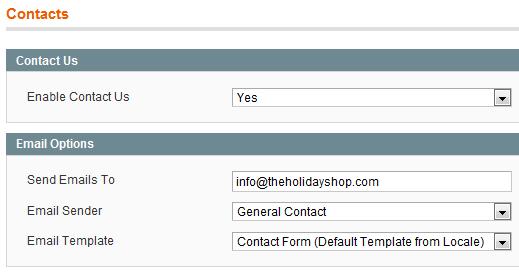 Contacts
Contact Us
Enable Contact Us Yes
Email Options
Send Emails To info@theholidayshop.com
Email Sender General Contact
Email Template Contact Form (Default Template from Locale)